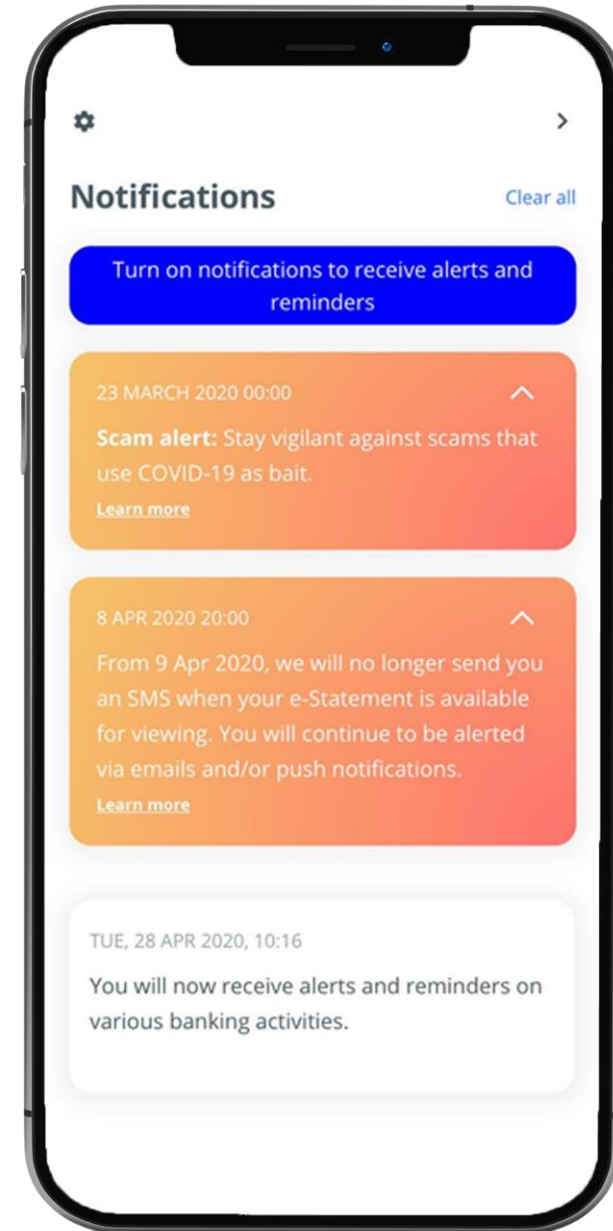 Notifications
Clear all
Turn on notifications to receive alerts and
reminders
23 MARCH 2020 00:00
Scam alert: Stay vigilant against scams that
use COVID-19 as bait.
Learn more
8 APR 2020 20:00
From 9 Apr 2020, we will no longer send you
an SMS when your e-Statement is available
for viewing. You will continue to be alerted
via emails and/or push notifications.
Learn more
TUE, 28 APR 2020, 10:16
You will now receive alerts and reminders on
various banking activities.